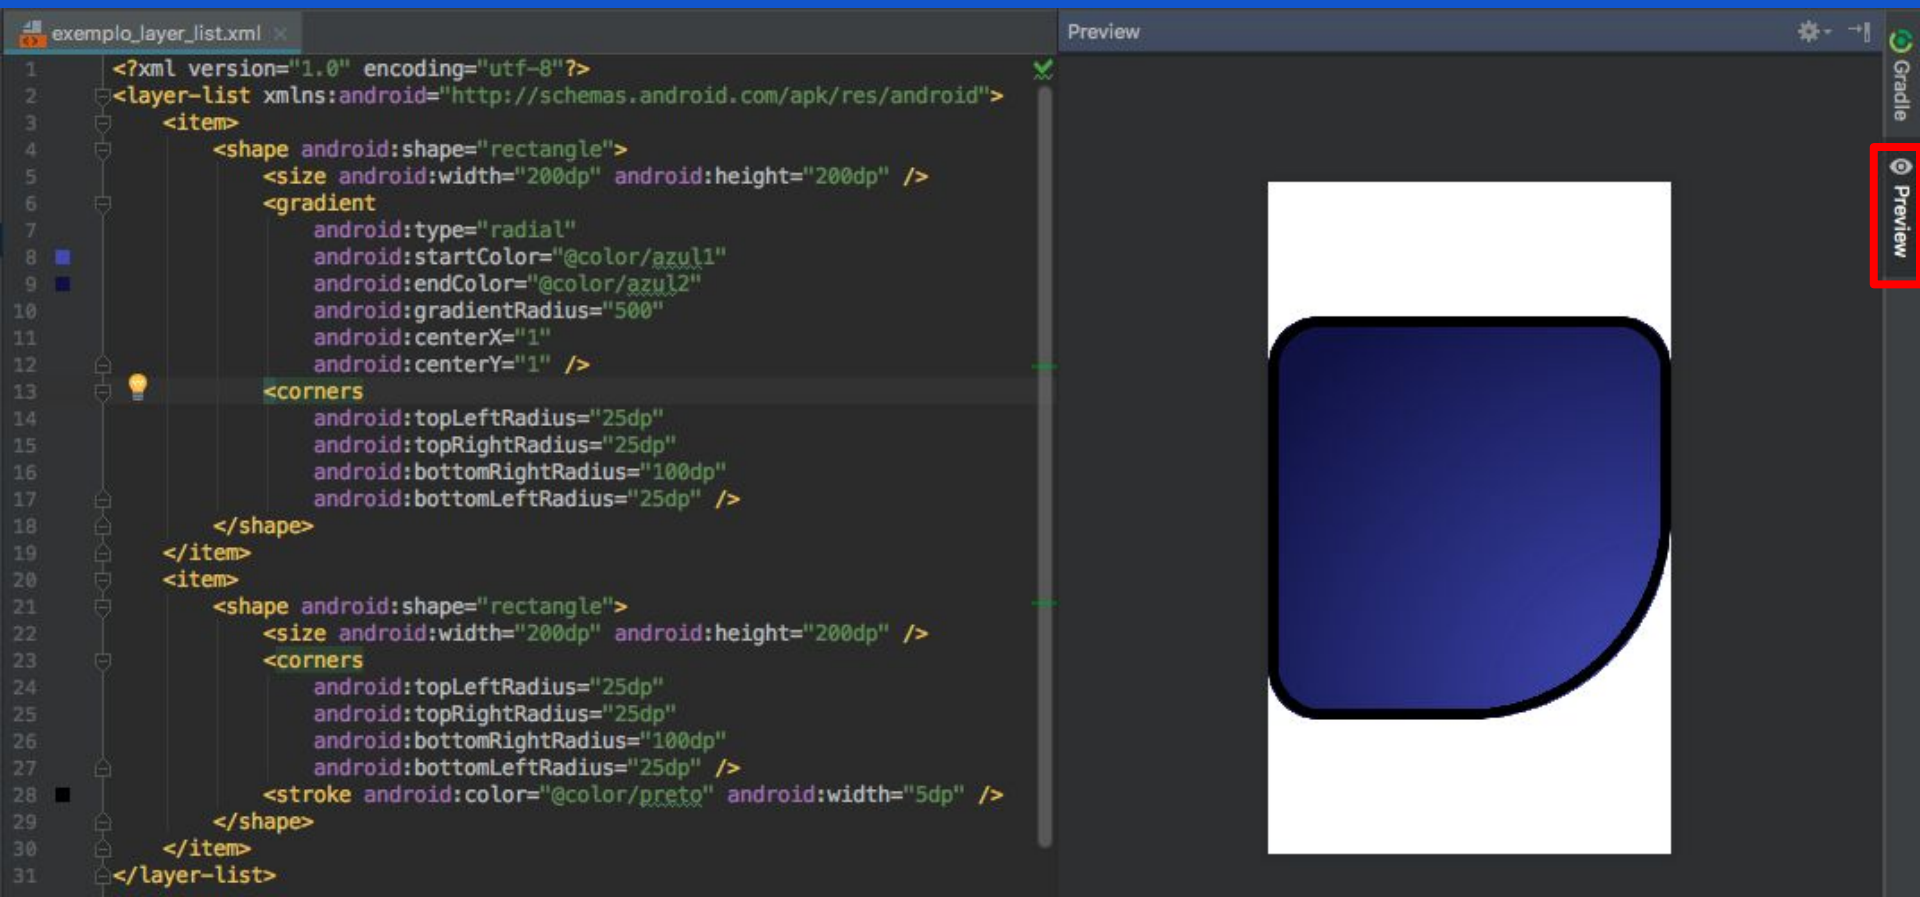 exemplo_layer_list.xml
Preview
1 <?xml version="1.0" encoding="utf-8"?>
2 <layer-list xmlns:android="http://schemas.android.com/apk/res/android">
3 <item>
4 <shape android:shape="rectangle">
5 <size android:width="200dp" android:height="200dp" />
6 <gradient
7 android:type="radial"
8 android:startColor="@color/azul1"
9 android:endColor="@color/azul2"
10 android:gradientRadius="500"
11 android:centerX="1"
12 android:centerY="1" />
13 <corners
14 android:topLeftRadius="25dp"
15 android:topRightRadius="25dp"
16 android:bottomRightRadius="100dp"
17 android:bottomLeftRadius="25dp" />
18 </shape>
19 </item>
20 <item>
21 <shape android:shape="rectangle">
22 <size android:width="200dp" android:height="200dp" />
23 <corners
24 android:topLeftRadius="25dp"
25 android:topRightRadius="25dp"
26 android:bottomRightRadius="100dp"
27 android:bottomLeftRadius="25dp" />
28 <stroke android:color="@color/preto" android:width="5dp" />
29 </shape>
30 </item>
31 </layer-list>
Gradle
Preview